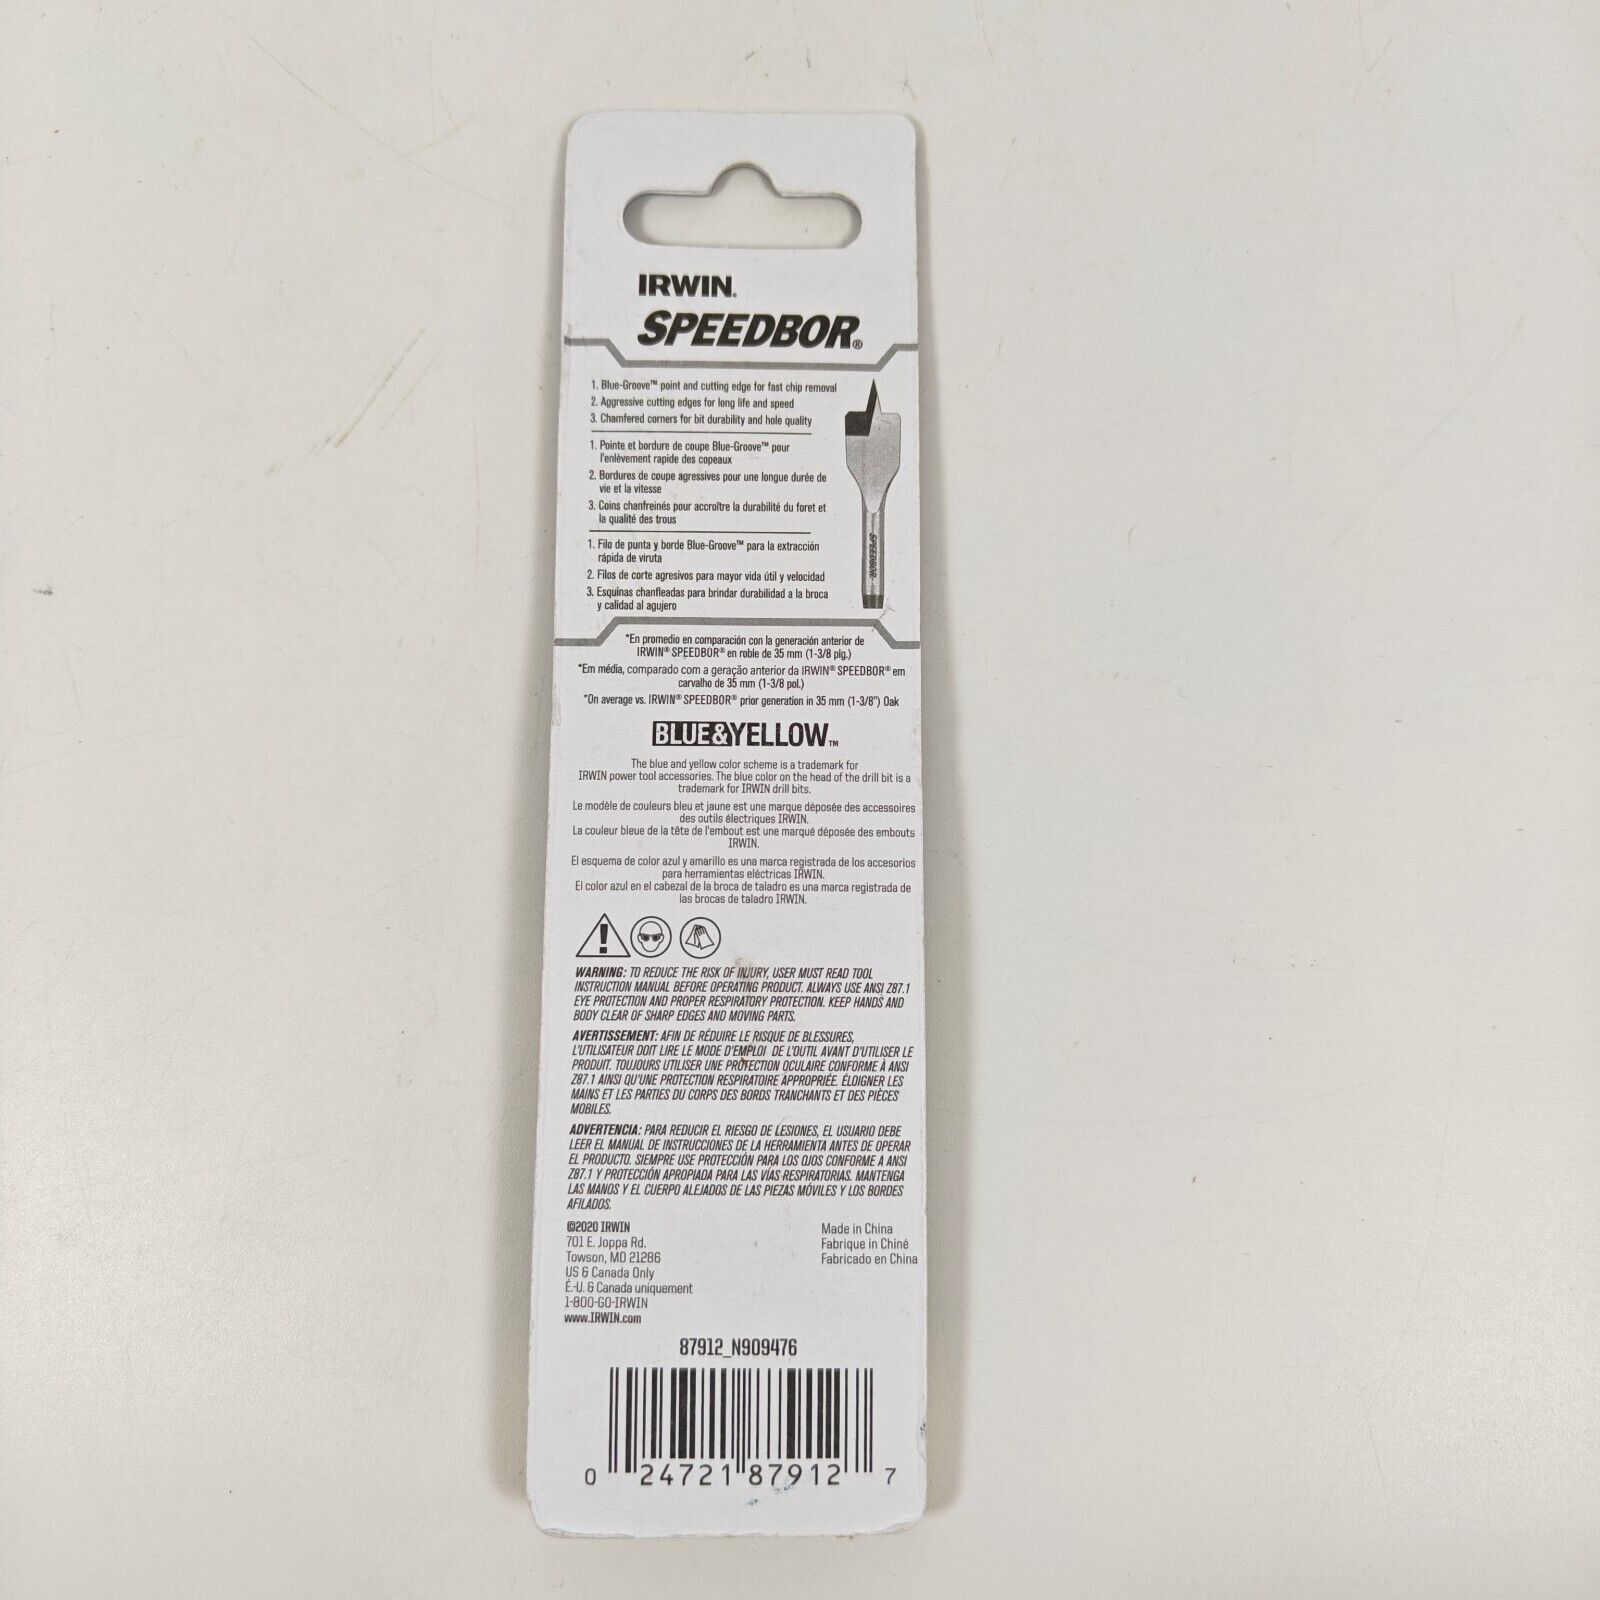 IRWIN®
SPEEDBOR®
1. Blue-Groove™ point and cutting edge for fast chip removal
2. Aggressive cutting edges for long life and speed
3. Chamfered corners for bit durability and hole quality
1. Pointe et bordure de coupe Blue-Groove™ pour
l'enlèvement rapide des copeaux
2. Bordures de coupe agressives pour une longue durée de
vie et la vitesse
3. Coins chanfreinés pour accroître la durabilité du foret et
la qualité des trous
1. Filo de punta y borde Blue-Groove™ para la extracción
rápida de viruta
2. Filos de corte agresivos para mayor vida útil y velocidad
3. Esquinas chanfleadas para brindar durabilidad a la broca
y calidad al agujero
SPEEDBOR
*En promedio en comparación con la generación anterior de
IRWIN® SPEEDBOR® en roble de 35 mm (1-3/8 plg.)
*Em média, comparado com a geração anterior da IRWIN® SPEEDBOR® em
carvalho de 35 mm (1-3/8 pol.)
*On average vs. IRWIN® SPEEDBOR® prior generation in 35 mm (1-3/8") Oak
BLUE&YELLOW™
The blue and yellow color scheme is a trademark for
IRWIN power tool accessories. The blue color on the head of the drill bit is a
trademark for IRWIN drill bits.
Le modèle de couleurs bleu et jaune est une marque déposée des accessoires
des outils électriques IRWIN.
La couleur bleue de la tête de l'embout est une marqué déposée des embouts
IRWIN.
El esquema de color azul y amarillo es una marca registrada de los accesorios
para herramientas eléctricas IRWIN.
El color azul en el cabezal de la broca de taladro es una marca registrada de
las brocas de taladro IRWIN.
WARNING: TO REDUCE THE RISK OF INJURY, USER MUST READ TOOL
INSTRUCTION MANUAL BEFORE OPERATING PRODUCT. ALWAYS USE ANSI Z87.1
EYE PROTECTION AND PROPER RESPIRATORY PROTECTION. KEEP HANDS AND
BODY CLEAR OF SHARP EDGES AND MOVING PARTS.
AVERTISSEMENT: AFIN DE RÉDUIRE LE RISQUE DE BLESSURES,
L'UTILISATEUR DOIT LIRE LE MODE D'EMPLOI DE L'OUTIL AVANT D'UTILISER LE
PRODUIT. TOUJOURS UTILISER UNE PROTECTION OCULAIRE CONFORME À ANSI
Z87.1 AINSI QU'UNE PROTECTION RESPIRATOIRE APPROPRIÉE. ÉLOIGNER LES
MAINS ET LES PARTIES DU CORPS DES BORDS TRANCHANTS ET DES PIÈCES
MOBILES.
ADVERTENCIA: PARA REDUCIR EL RIESGO DE LESIONES, EL USUARIO DEBE
LEER EL MANUAL DE INSTRUCCIONES DE LA HERRAMIENTA ANTES DE OPERAR
EL PRODUCTO. SIEMPRE USE PROTECCIÓN PARA LOS OJOS CONFORME A ANSI
Z87.1 Y PROTECCIÓN APROPIADA PARA LAS VÍAS RESPIRATORIAS. MANTENGA
LAS MANOS Y EL CUERPO ALEJADOS DE LAS PIEZAS MÓVILES Y LOS BORDES
AFILADOS.
©2020 IRWIN
701 E. Joppa Rd.
Towson, MD 21286
US & Canada Only
É.-U. & Canada uniquement
1-800-GO-IRWIN
www.IRWIN.com
Made in China
Fabrique in Chiné
Fabricado en China
87912_N909476
0 24721 87912 7